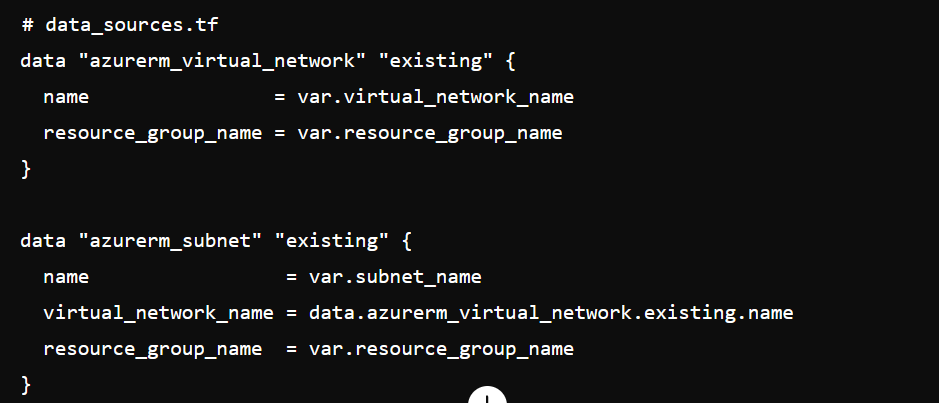 # data_sources.tf
data "azurerm_virtual_network" "existing" {
  name                = var.virtual_network_name
  resource_group_name = var.resource_group_name
}

data "azurerm_subnet" "existing" {
  name                 = var.subnet_name
  virtual_network_name = data.azurerm_virtual_network.existing.name
  resource_group_name  = var.resource_group_name
}